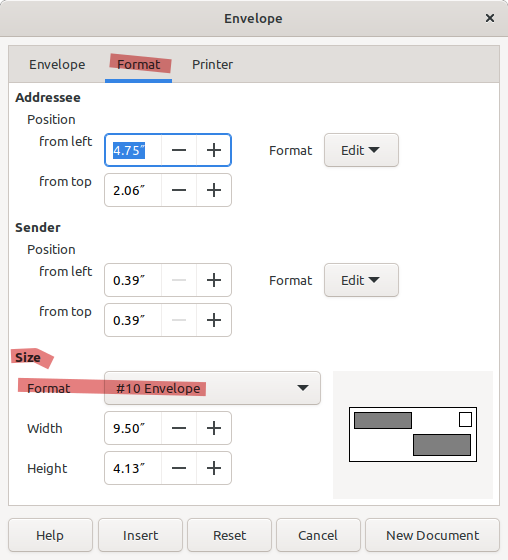 Envelope
Envelope Format Printer
Addressee
Position
from left 4.75″ Format Edit
from top 2.06″
Sender
Position
from left 0.39″ Format Edit
from top 0.39″
Size
Format #10 Envelope
Width 9.50″
Height 4.13″
Help Insert Reset Cancel New Document